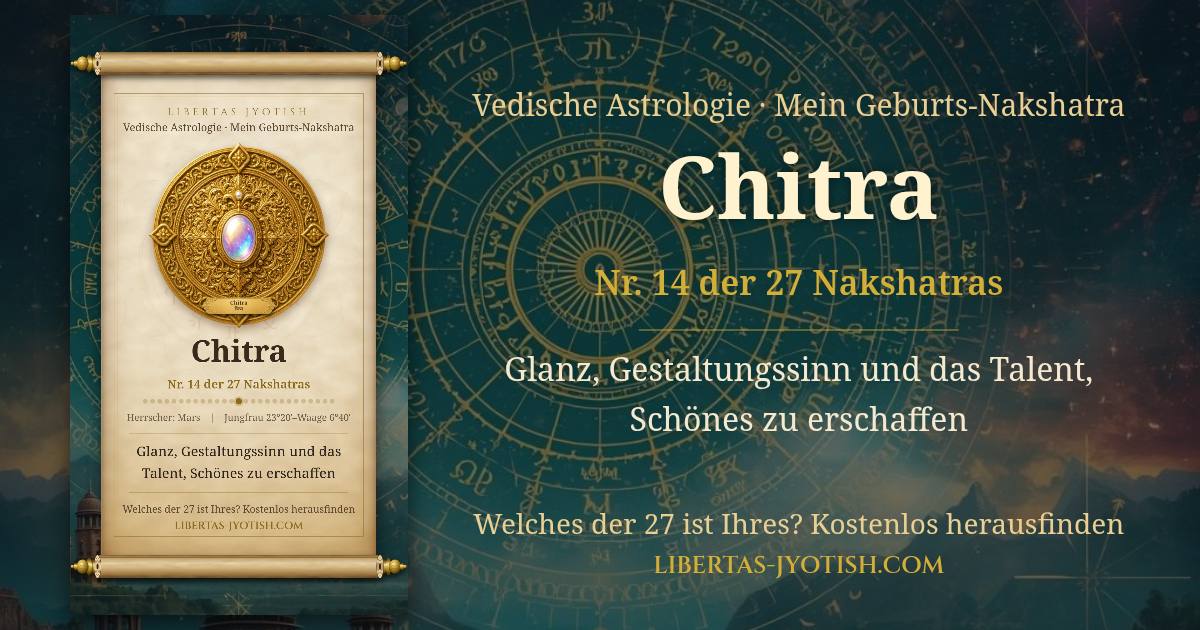 LIBERTAS JYOTISH
Vedische Astrologie · Mein Geburts-Nakshatra
Chitra
Chitra
Nr. 14 der 27 Nakshatras
Herrscher: Mars | Jungfrau 23°20'–Waage 6°40'
Glanz, Gestaltungssinn und das
Talent, Schönes zu erschaffen
Welches der 27 ist Ihres? Kostenlos herausfinden
LIBERTAS-JYOTISH.COM
Vedische Astrologie · Mein Geburts-Nakshatra
Chitra
Nr. 14 der 27 Nakshatras
Glanz, Gestaltungssinn und das Talent,
Schönes zu erschaffen
Welches der 27 ist Ihres? Kostenlos herausfinden
LIBERTAS-JYOTISH.COM